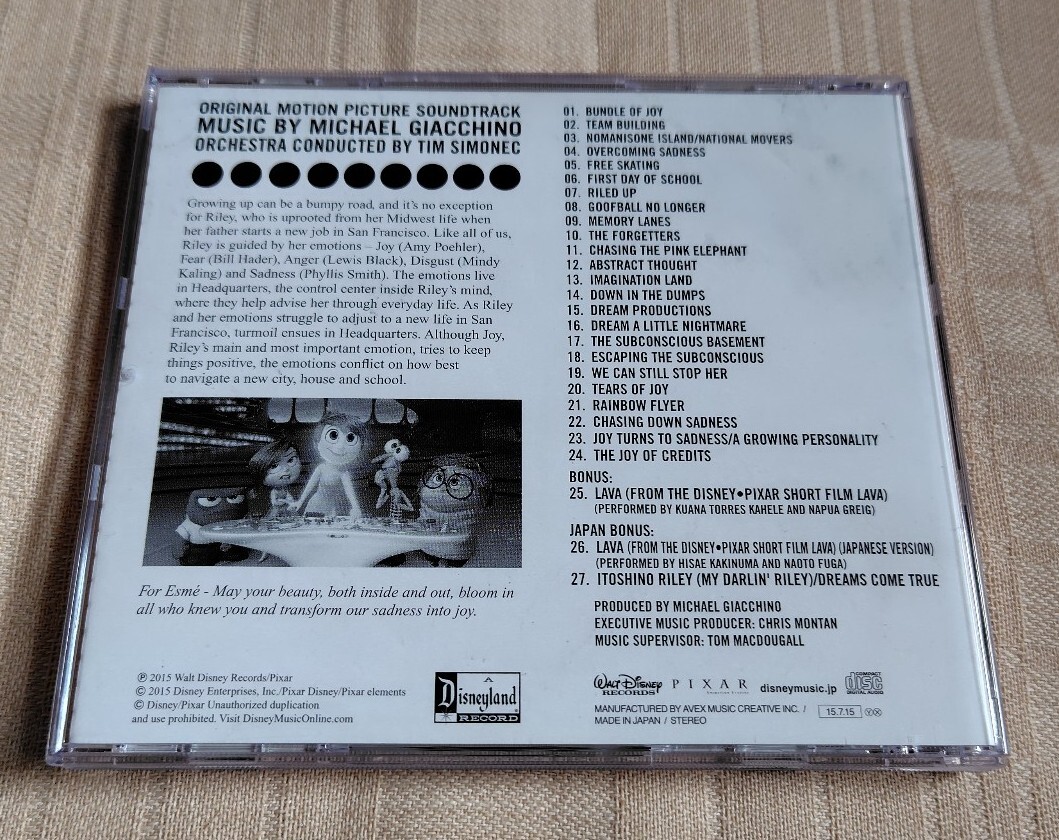 ORIGINAL MOTION PICTURE SOUNDTRACK
MUSIC BY MICHAEL GIACCHINO
ORCHESTRA CONDUCTED BY TIM SIMONEC
Growing up can be a bumpy road, and it's no exception
for Riley, who is uprooted from her Midwest life when
her father starts a new job in San Francisco. Like all of us,
Riley is guided by her emotions – Joy (Amy Poehler),
Fear (Bill Hader), Anger (Lewis Black), Disgust (Mindy
Kaling) and Sadness (Phyllis Smith). The emotions live
in Headquarters, the control center inside Riley's mind,
where they help advise her through everyday life. As Riley
and her emotions struggle to adjust to a new life in San
Francisco, turmoil ensues in Headquarters. Although Joy,
Riley's main and most important emotion, tries to keep
things positive, the emotions conflict on how best
to navigate a new city, house and school.
For Esmé - May your beauty, both inside and out, bloom in
all who knew you and transform our sadness into joy.
℗ 2015 Walt Disney Records/Pixar
© 2015 Disney Enterprises, Inc./Pixar Disney/Pixar elements
© Disney/Pixar Unauthorized duplication
and use prohibited. Visit DisneyMusicOnline.com
A
Disneyland
RECORD
01. BUNDLE OF JOY
02. TEAM BUILDING
03. NOMANISONE ISLAND/NATIONAL MOVERS
04. OVERCOMING SADNESS
05. FREE SKATING
06. FIRST DAY OF SCHOOL
07. RILED UP
08. GOOFBALL NO LONGER
09. MEMORY LANES
10. THE FORGETTERS
11. CHASING THE PINK ELEPHANT
12. ABSTRACT THOUGHT
13. IMAGINATION LAND
14. DOWN IN THE DUMPS
15. DREAM PRODUCTIONS
16. DREAM A LITTLE NIGHTMARE
17. THE SUBCONSCIOUS BASEMENT
18. ESCAPING THE SUBCONSCIOUS
19. WE CAN STILL STOP HER
20. TEARS OF JOY
21. RAINBOW FLYER
22. CHASING DOWN SADNESS
23. JOY TURNS TO SADNESS/A GROWING PERSONALITY
24. THE JOY OF CREDITS
BONUS:
25. LAVA (FROM THE DISNEY•PIXAR SHORT FILM LAVA)
(PERFORMED BY KUANA TORRES KAHELE AND NAPUA GREIG)
JAPAN BONUS:
26. LAVA (FROM THE DISNEY•PIXAR SHORT FILM LAVA) (JAPANESE VERSION)
(PERFORMED BY HISAE KAKINUMA AND NAOTO FUGA)
27. ITOSHINO RILEY (MY DARLIN' RILEY)/DREAMS COME TRUE
PRODUCED BY MICHAEL GIACCHINO
EXECUTIVE MUSIC PRODUCER: CHRIS MONTAN
MUSIC SUPERVISOR: TOM MACDOUGALL
WALT DISNEY RECORDS PIXAR disneymusic.jp COMPACT disc DIGITAL AUDIO
MANUFACTURED BY AVEX MUSIC CREATIVE INC. / 15.7.15
MADE IN JAPAN / STEREO